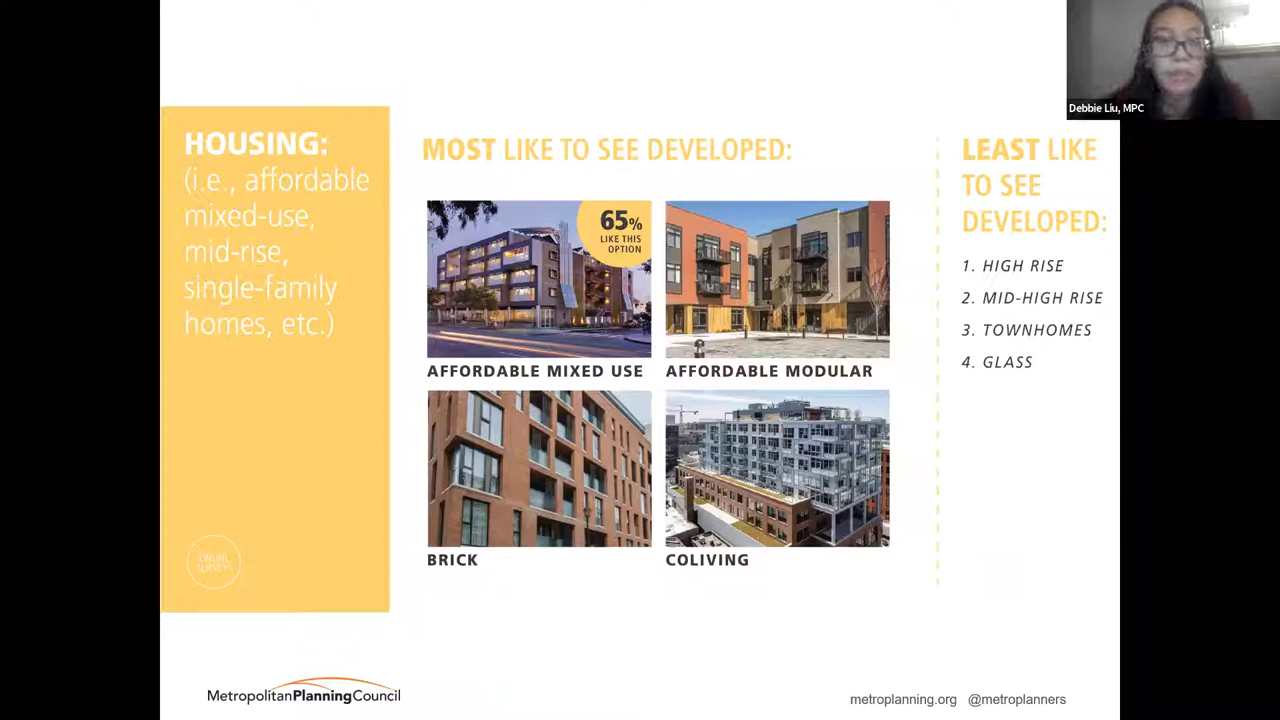 Debbie Liu, MPC
HOUSING:
(i.e., affordable
mixed-use,
mid-rise,
single-family
homes, etc.)
ONLINE
SURVEY
MOST LIKE TO SEE DEVELOPED:
65%
LIKE THIS
OPTION
AFFORDABLE MIXED USE
AFFORDABLE MODULAR
BRICK
COLIVING
LEAST LIKE
TO SEE
DEVELOPED:
1. HIGH RISE
2. MID-HIGH RISE
3. TOWNHOMES
4. GLASS
MetropolitanPlanningCouncil
metroplanning.org @metroplanners